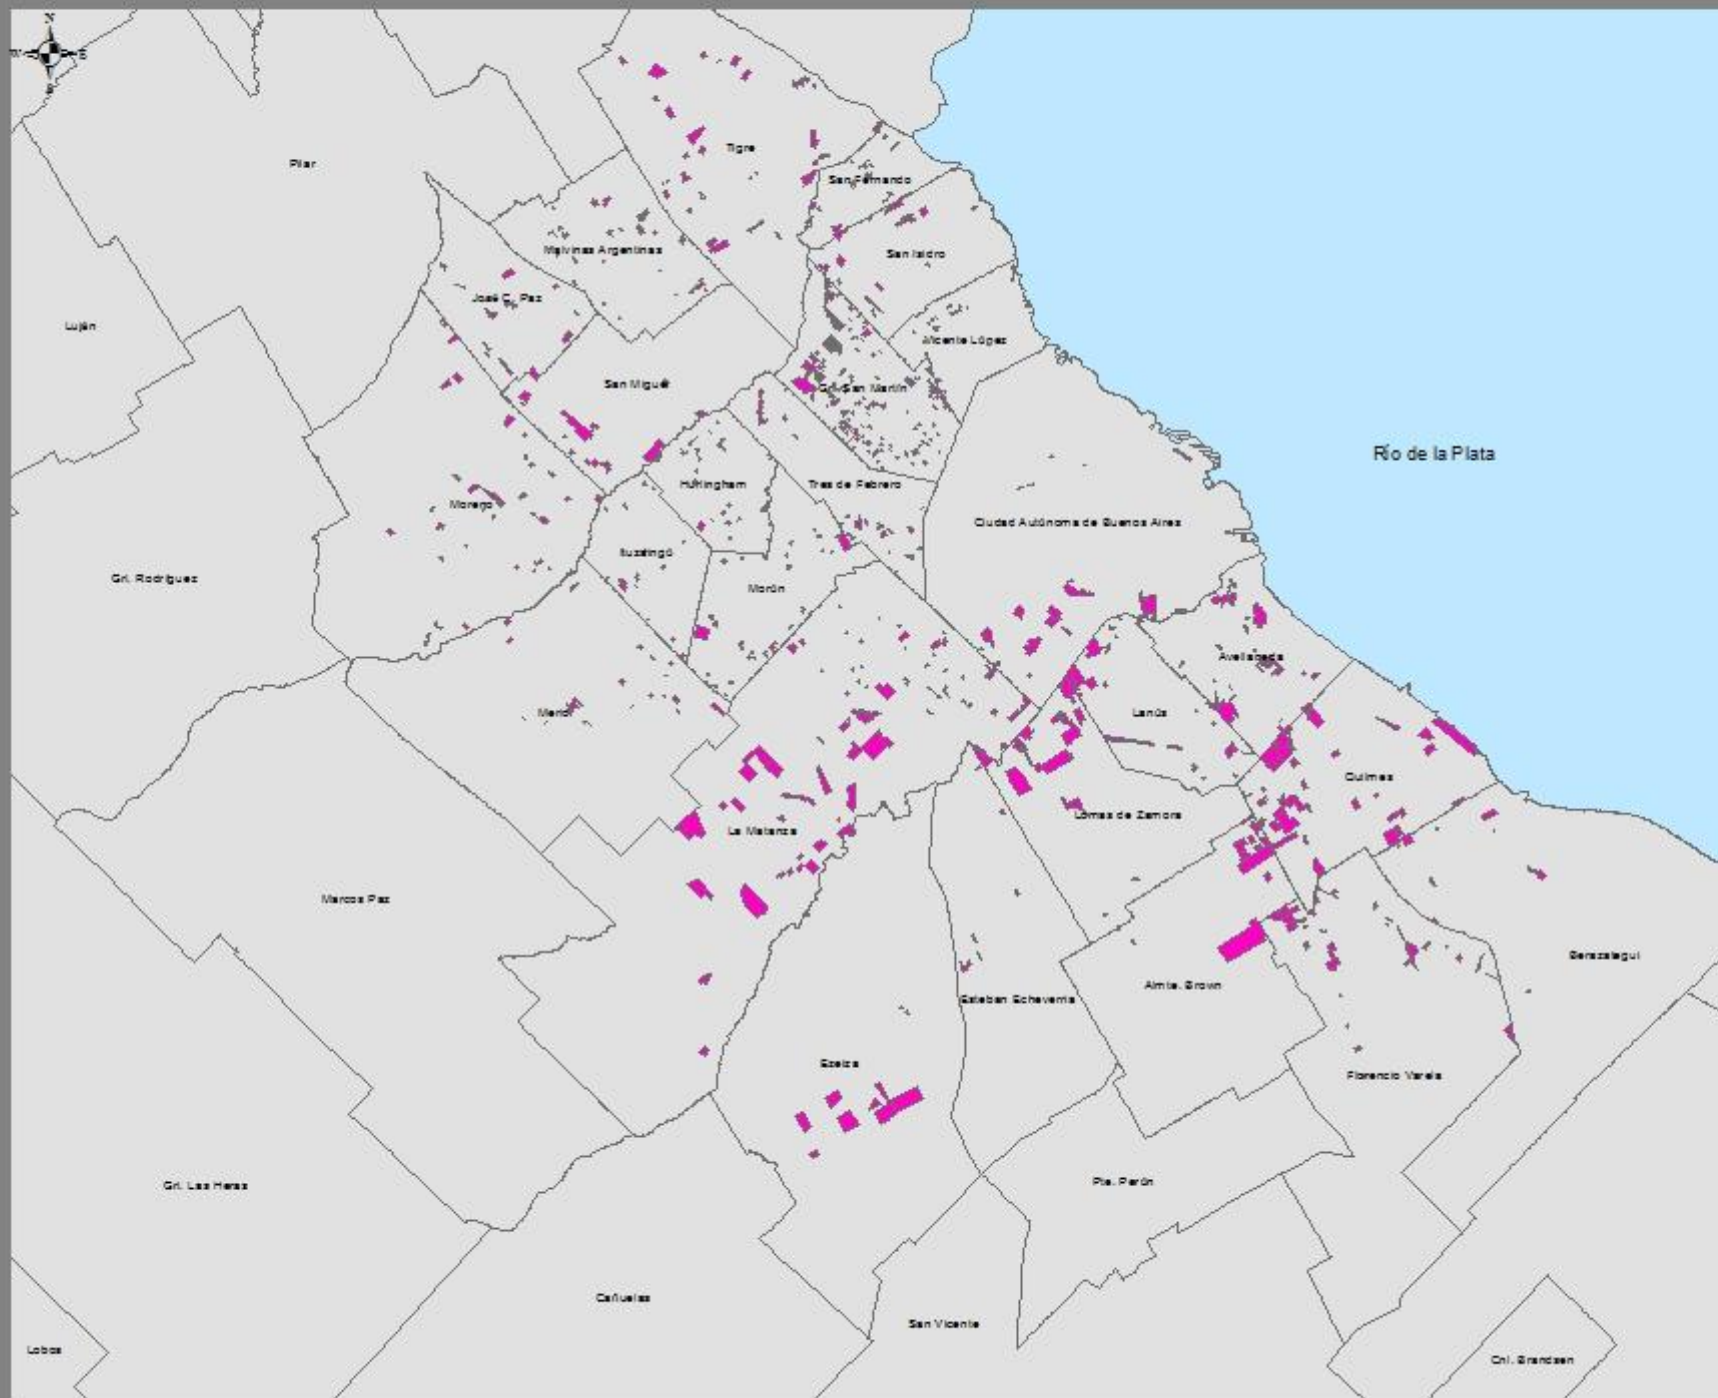 N
W E
S
Pilar
Tigre
San Fernando
Malvinas Argentinas
San Isidro
José C. Paz
Luján
Vicente López
San Miguel
Gral. San Martín
Río de la Plata
Hurlingham
Tres de Febrero
Moreno
Ciudad Autónoma de Buenos Aires
Ituzaingó
Grl. Rodríguez
Morón
Avellaneda
Merlo
Lanús
Quilmes
Lomas de Zamora
La Matanza
Marcos Paz
Berazategui
Almte. Brown
Esteban Echeverria
Ezeiza
Florencio Varela
Pte. Perón
Grl. Las Heras
Cañuelas
San Vicente
Lobos
Cnl. Brandsen